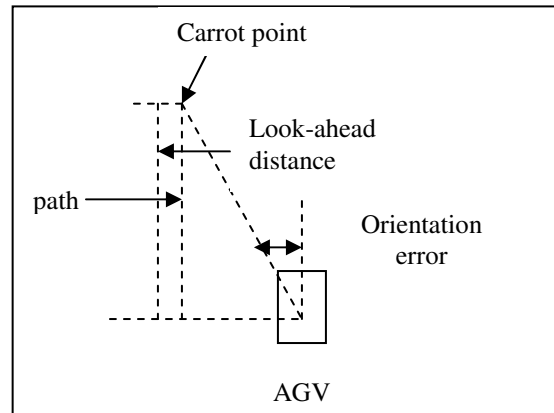 Carrot point
Look-ahead
distance
path
Orientation
error
AGV